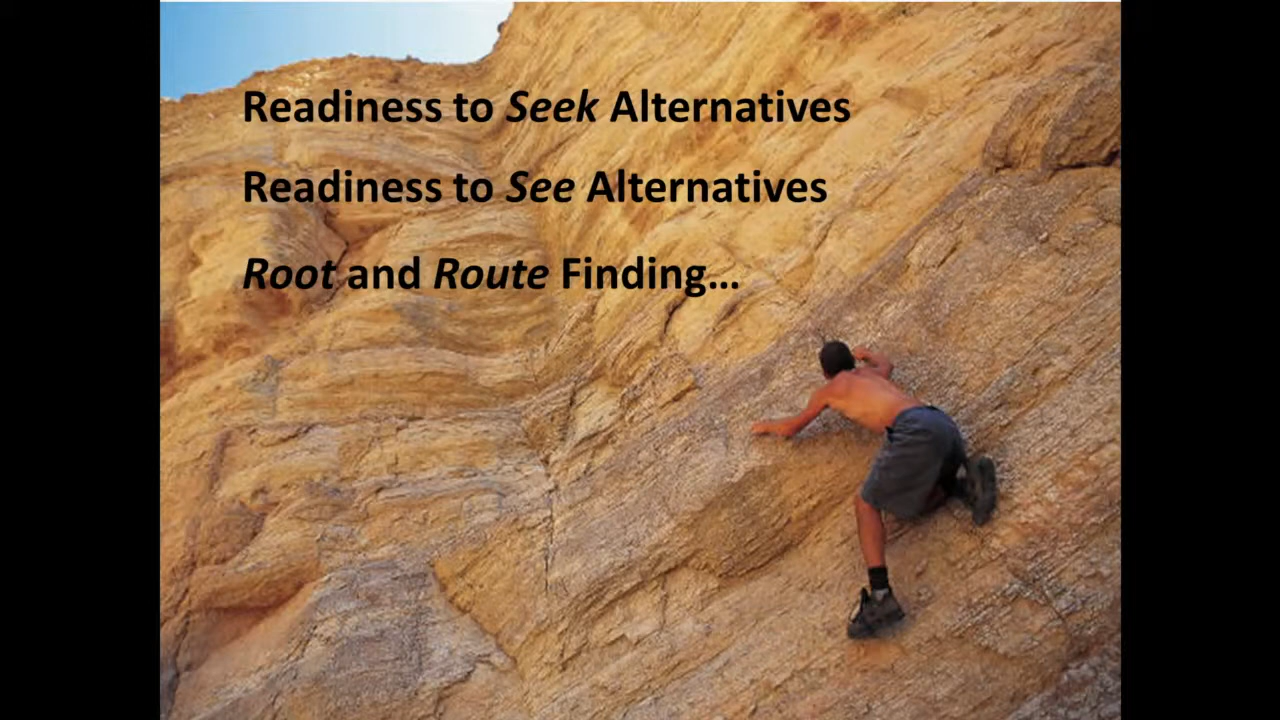 Readiness to Seek Alternatives
Readiness to See Alternatives
Root and Route Finding…